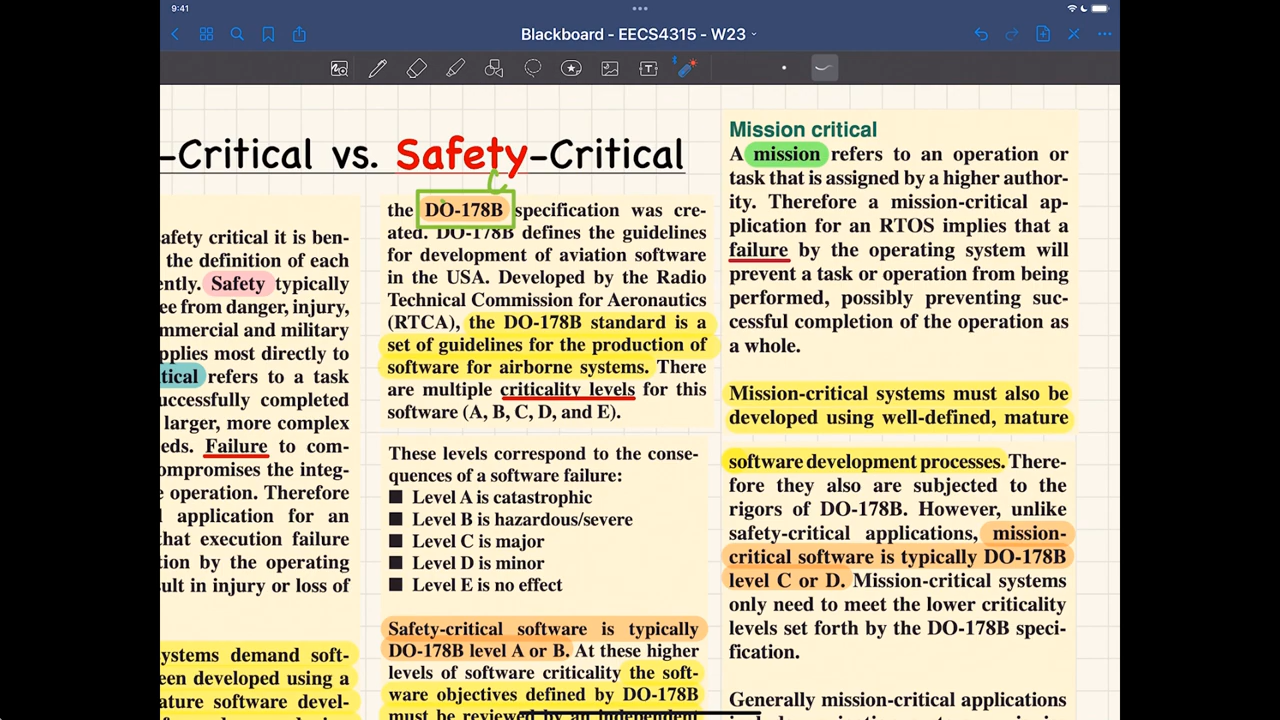 9:41
Blackboard - EECS4315 - W23
-Critical vs. Safety-Critical
afety critical it is ben-
the definition of each
ently. Safety typically
ee from danger, injury,
mmercial and military
pplies most directly to
tical refers to a task
uccessfully completed
larger, more complex
eds. Failure to com-
ompromises the integ-
e operation. Therefore
l application for an
that execution failure
tion by the operating
sult in injury or loss of
ystems demand soft-
een developed using a
ature software devel-
the DO-178B specification was cre-
ated. DO-178B defines the guidelines
for development of aviation software
in the USA. Developed by the Radio
Technical Commission for Aeronautics
(RTCA), the DO-178B standard is a
set of guidelines for the production of
software for airborne systems. There
are multiple criticality levels for this
software (A, B, C, D, and E).
These levels correspond to the conse-
quences of a software failure:
■ Level A is catastrophic
■ Level B is hazardous/severe
■ Level C is major
■ Level D is minor
■ Level E is no effect
Safety-critical software is typically
DO-178B level A or B. At these higher
levels of software criticality the soft-
ware objectives defined by DO-178B
must be reviewed by an independent
Mission critical
A mission refers to an operation or
task that is assigned by a higher author-
ity. Therefore a mission-critical ap-
plication for an RTOS implies that a
failure by the operating system will
prevent a task or operation from being
performed, possibly preventing suc-
cessful completion of the operation as
a whole.
Mission-critical systems must also be
developed using well-defined, mature
software development processes. There-
fore they also are subjected to the
rigors of DO-178B. However, unlike
safety-critical applications, mission-
critical software is typically DO-178B
level C or D. Mission-critical systems
only need to meet the lower criticality
levels set forth by the DO-178B speci-
fication.
Generally mission-critical applications